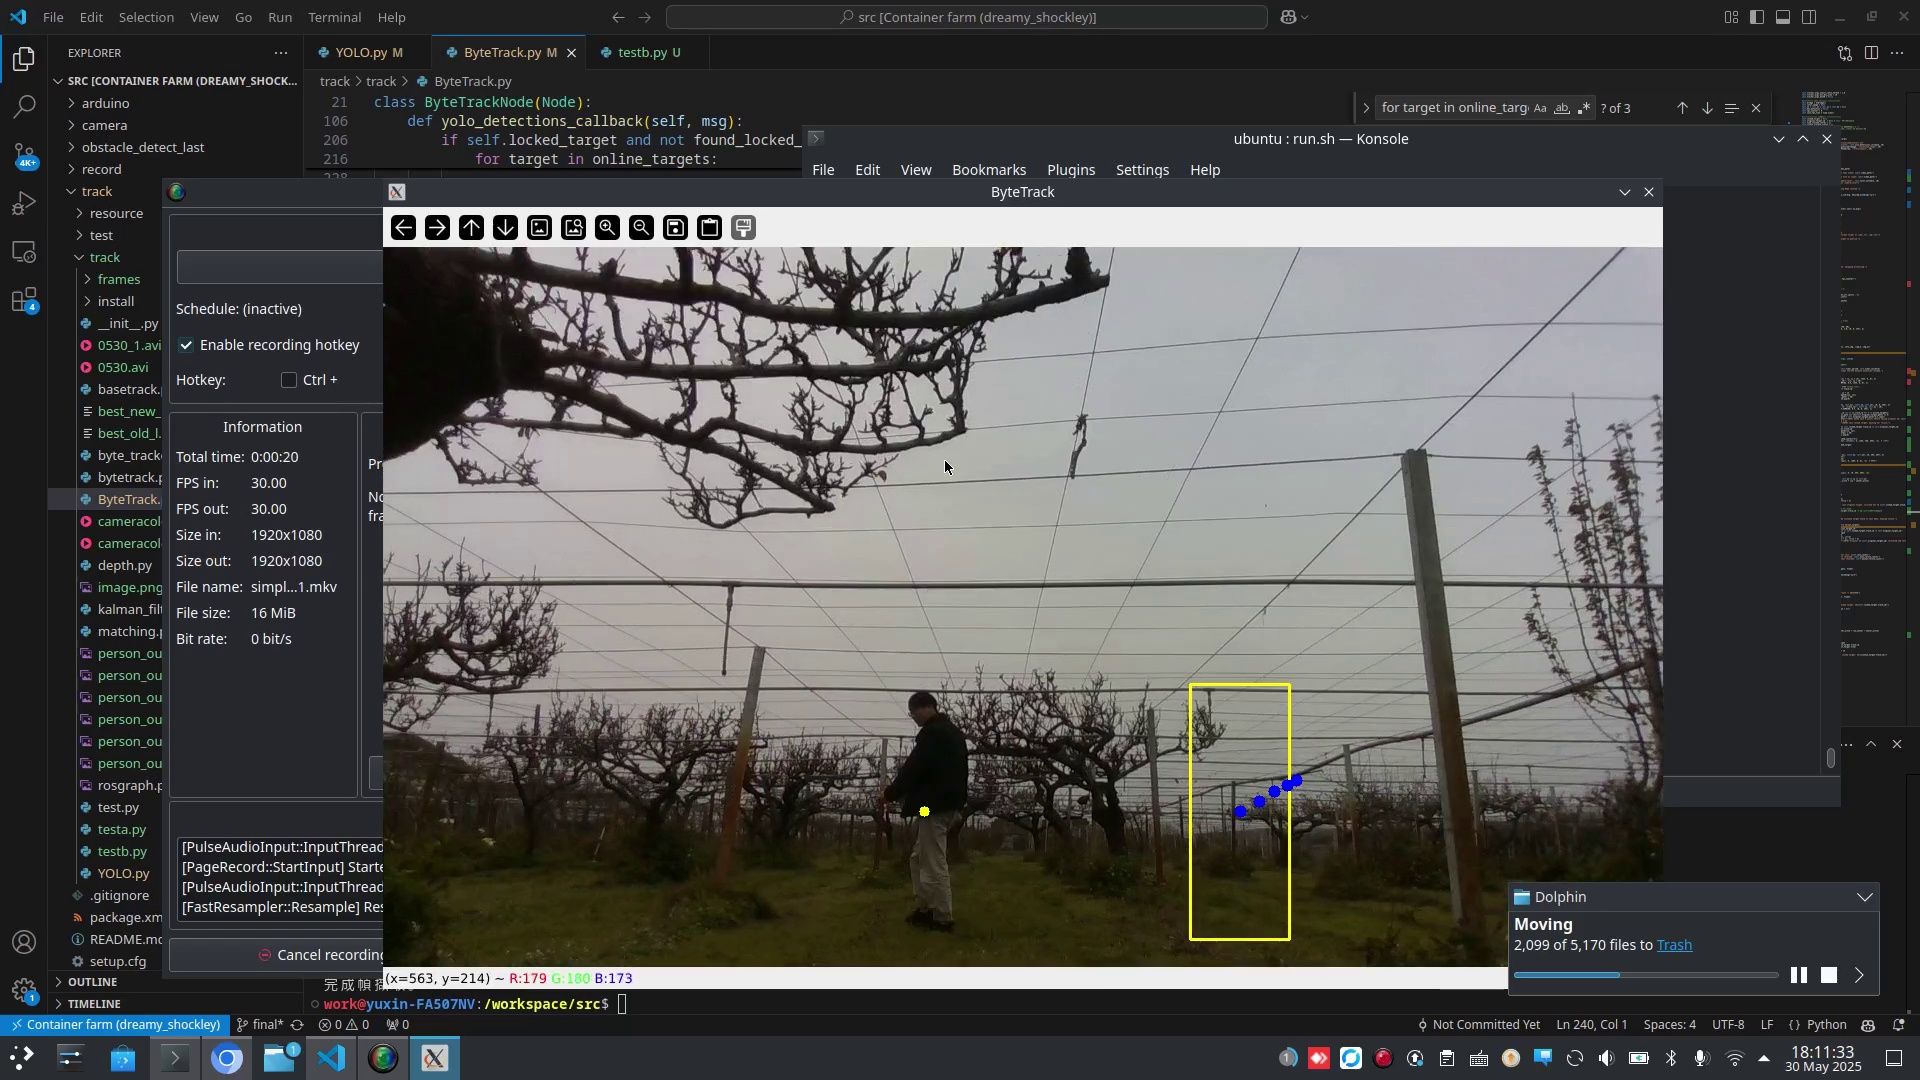 File Edit Selection View Go Run Terminal Help
src [Container farm (dreamy_shockley)]
EXPLORER
YOLO.py M
ByteTrack.py M
testb.py U
SRC [CONTAINER FARM (DREAMY_SHOCK...
track > track > ByteTrack.py
arduino
camera
obstacle_detect_last
record
track
resource
test
track
frames
install
__init__.py
0530_1.avi
0530.avi
basetrack.
best_new_
best_old_l.
byte_track
bytetrack.p
ByteTrack.
cameracol
cameracol
depth.py
image.png
kalman_filt
matching.p
person_ou
person_ou
person_ou
person_ou
person_ou
person_ou
rosgraph.p
test.py
testa.py
testb.py
YOLO.py
.gitignore
package.xm
README.md
setup.cfg
OUTLINE
TIMELINE
21 class ByteTrackNode(Node):
106 def yolo_detections_callback(self, msg):
206 if self.locked_target and not found_locked_
216 for target in online_targets:
for target in online_targ
Aa ab .*
? of 3
ubuntu : run.sh — Konsole
File Edit View Bookmarks Plugins Settings Help
ByteTrack
Schedule: (inactive)
Enable recording hotkey
Hotkey: Ctrl +
Information
Total time: 0:00:20
FPS in: 30.00
FPS out: 30.00
Size in: 1920x1080
Size out: 1920x1080
File name: simpl...1.mkv
File size: 16 MiB
Bit rate: 0 bit/s
Pr
No
fra
[PulseAudioInput::InputThread
[PageRecord::StartInput] Starte
[PulseAudioInput::InputThread
[FastResampler::Resample] Res
Cancel recording
(x=563, y=214) ~ R:179 G:180 B:173
work@yuxin-FA507NV:/workspace/src$
Dolphin
Moving
2,099 of 5,170 files to Trash
4K+
4
1
Container farm (dreamy_shockley)
final*
0 0
0
Not Committed Yet
Ln 240, Col 1
Spaces: 4
UTF-8
LF
{} Python
1
1
18:11:33
30 May 2025